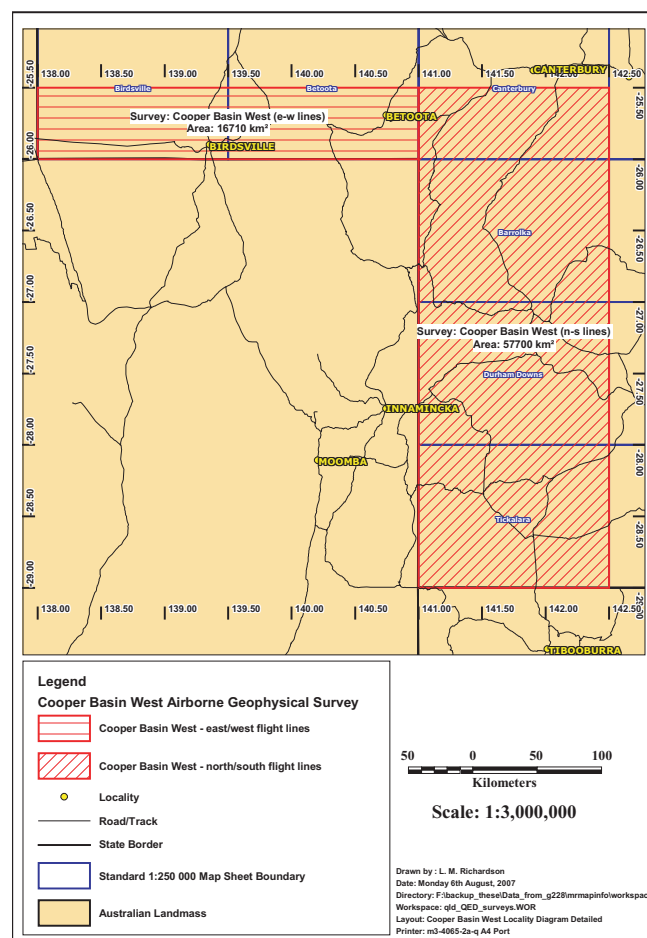 138.00 138.50 139.00 139.50 140.00 140.50 141.00 141.50 142.00 142.50
CANTERBURY
-25.50
-25.50
Birdsville
Betoota
Canterbury
Survey: Cooper Basin West (e-w lines)
Area: 16710 km²
BETOOTA
BIRDSVILLE
-26.00
-26.00
-26.50
-26.50
Barrolka
-27.00
-27.00
Survey: Cooper Basin West (n-s lines)
Area: 57700 km²
-27.50
-27.50
Durham Downs
INNAMINCKA
-28.00
-28.00
MOOMBA
-28.50
-28.50
Tickalara
-29.00
138.00 138.50 139.00 139.50 140.00 140.50 141.00 141.50 142.00 142.50
TIBOOBURRA
Legend
Cooper Basin West Airborne Geophysical Survey
Cooper Basin West - east/west flight lines
Cooper Basin West - north/south flight lines
Locality
Road/Track
State Border
Standard 1:250 000 Map Sheet Boundary
Australian Landmass
50 0 50 100
Kilometers
Scale: 1:3,000,000
Drawn by : L. M. Richardson
Date: Monday 6th August, 2007
Directory: F:\backup_these\Data_from_g228\mrmapinfo\workspac
Workspace: qld_QED_surveys.WOR
Layout: Cooper Basin West Locality Diagram Detailed
Printer: m3-4065-2a-q A4 Port